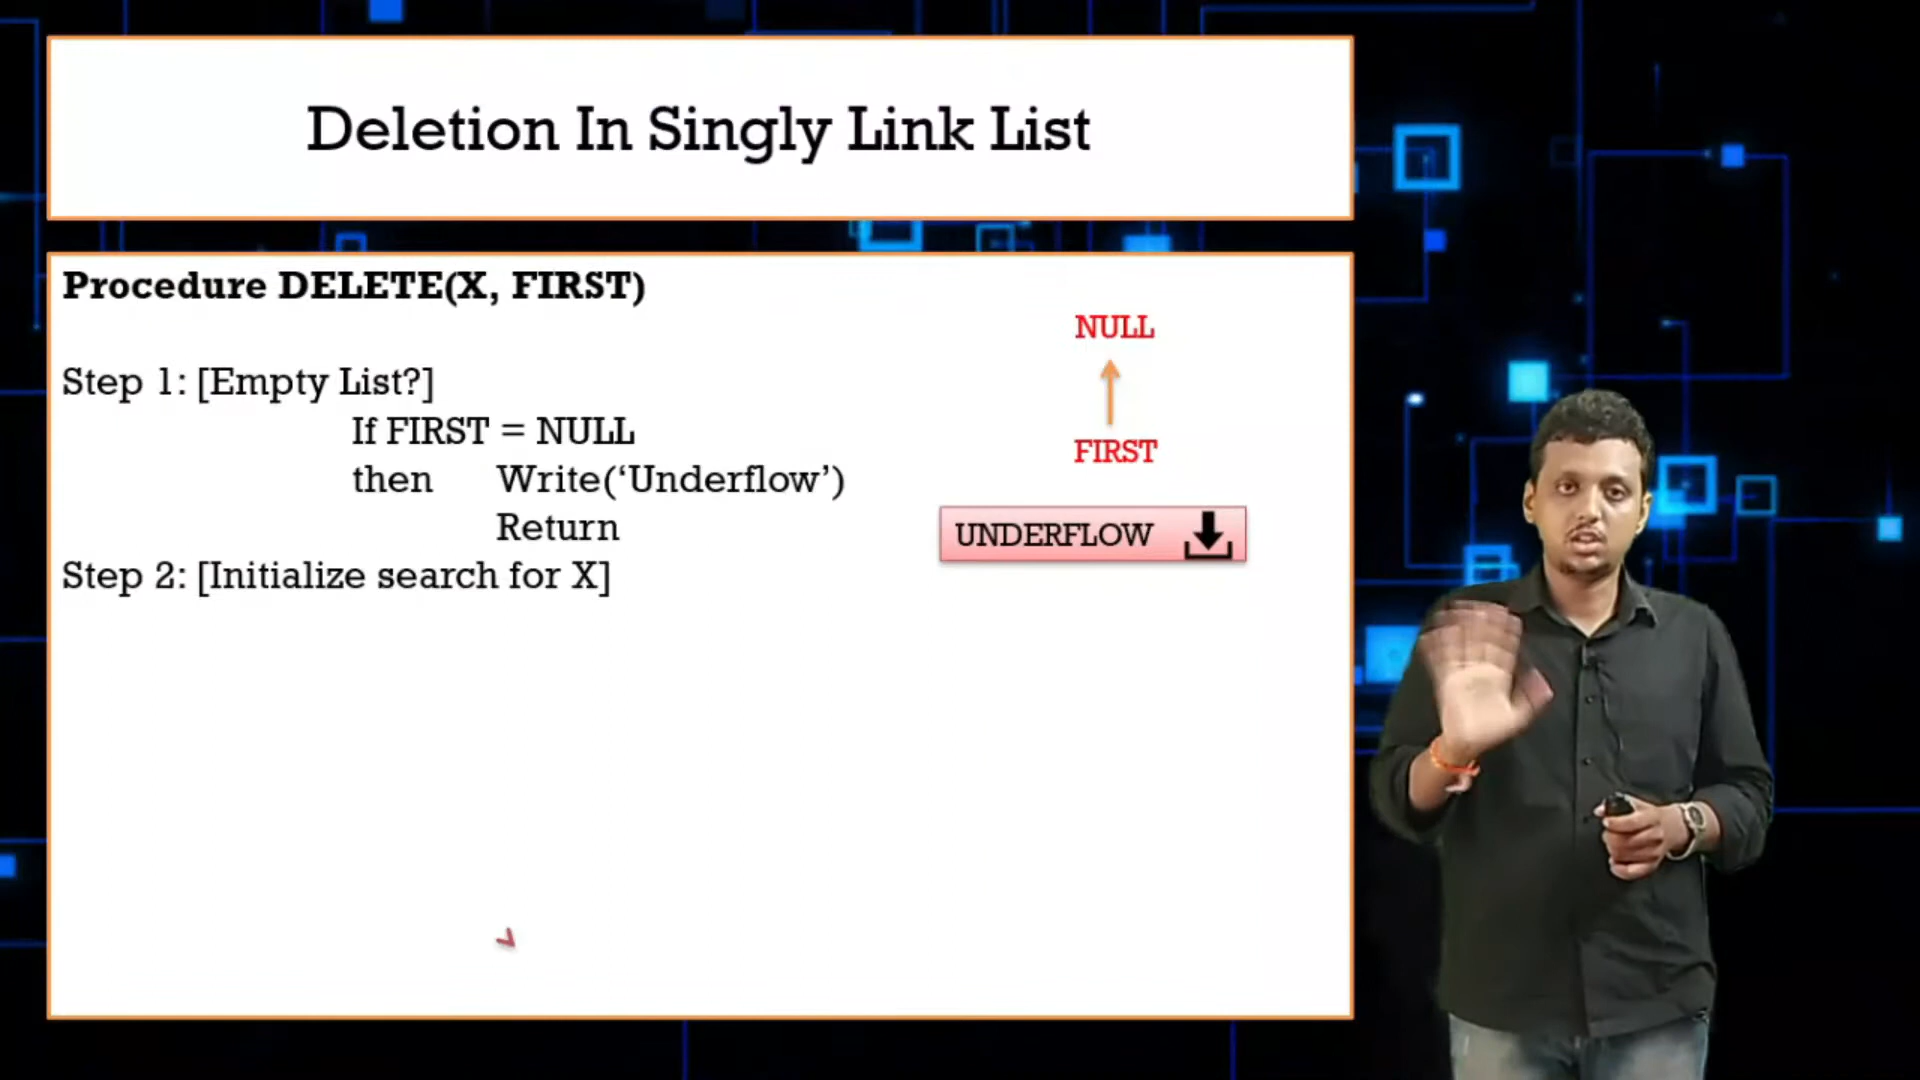 Deletion In Singly Link List
Procedure DELETE(X, FIRST)
Step 1: [Empty List?]
If FIRST = NULL
then Write(‘Underflow’)
Return
Step 2: [Initialize search for X]
NULL
FIRST
UNDERFLOW